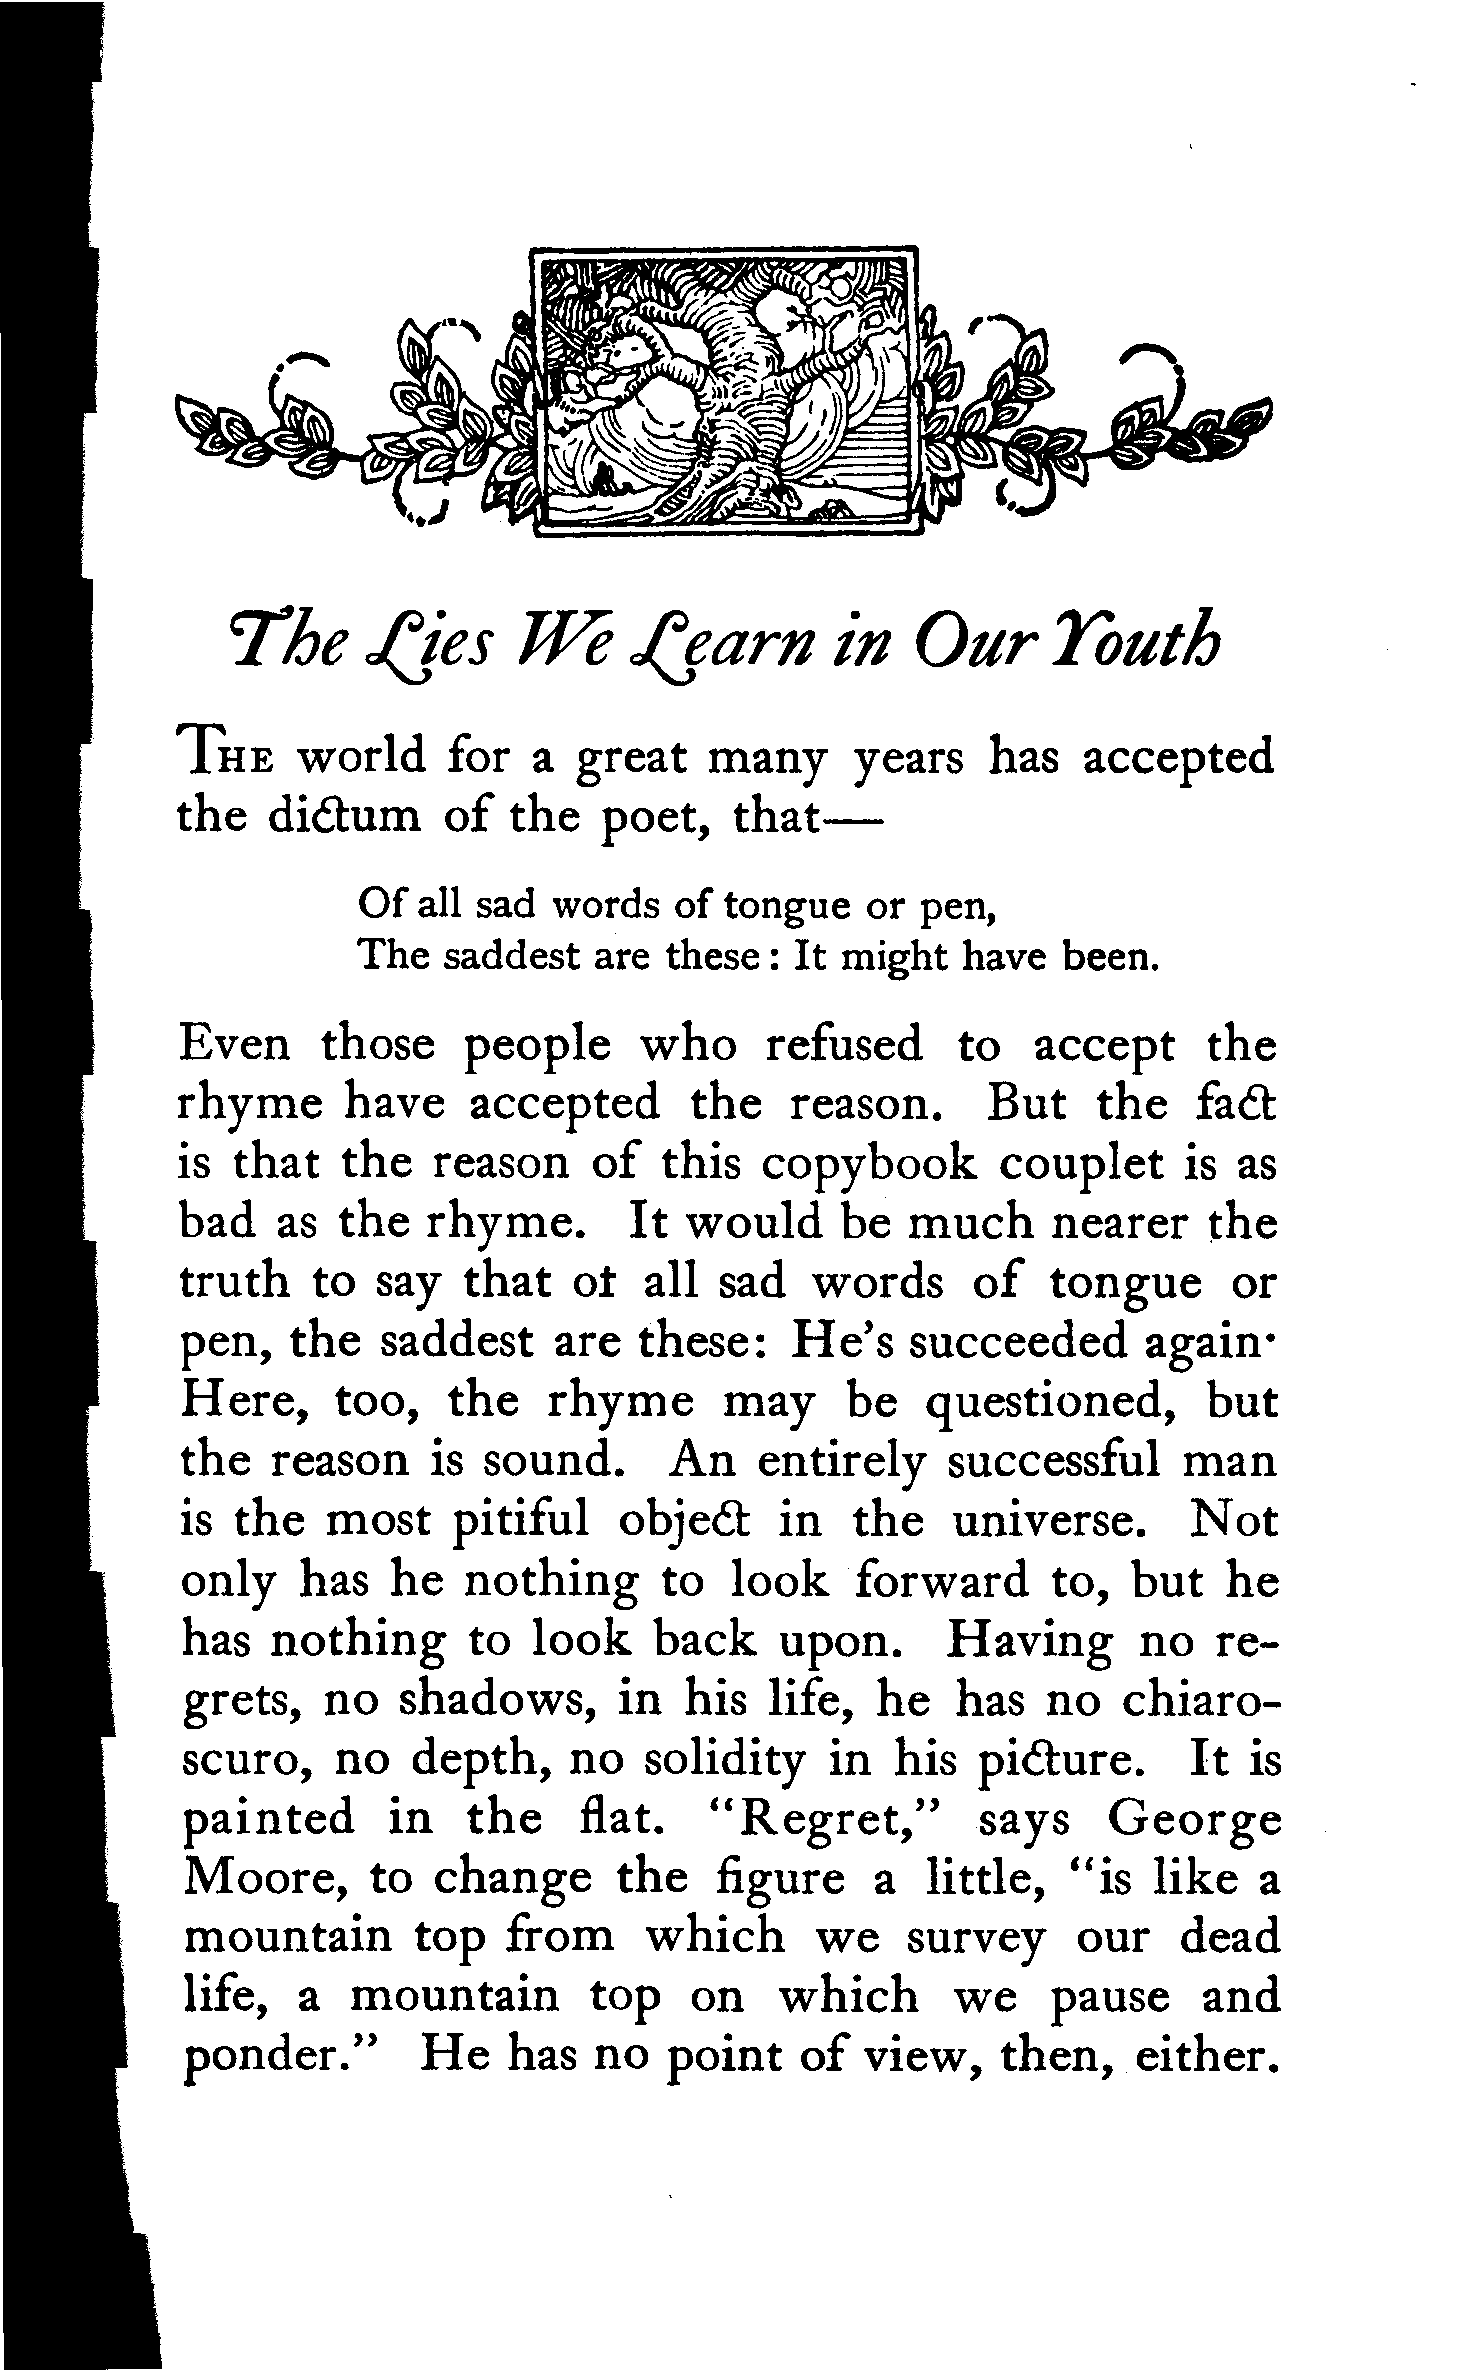 The Lies We Learn in Our Youth
THE world for a great many years has accepted
the dictum of the poet, that—
Of all sad words of tongue or pen,
The saddest are these: It might have been.
Even those people who refused to accept the
rhyme have accepted the reason. But the fact
is that the reason of this copybook couplet is as
bad as the rhyme. It would be much nearer the
truth to say that of all sad words of tongue or
pen, the saddest are these: He's succeeded again.
Here, too, the rhyme may be questioned, but
the reason is sound. An entirely successful man
is the most pitiful object in the universe. Not
only has he nothing to look forward to, but he
has nothing to look back upon. Having no re-
grets, no shadows, in his life, he has no chiaro-
scuro, no depth, no solidity in his picture. It is
painted in the flat. "Regret," says George
Moore, to change the figure a little, "is like a
mountain top from which we survey our dead
life, a mountain top on which we pause and
ponder." He has no point of view, then, either.